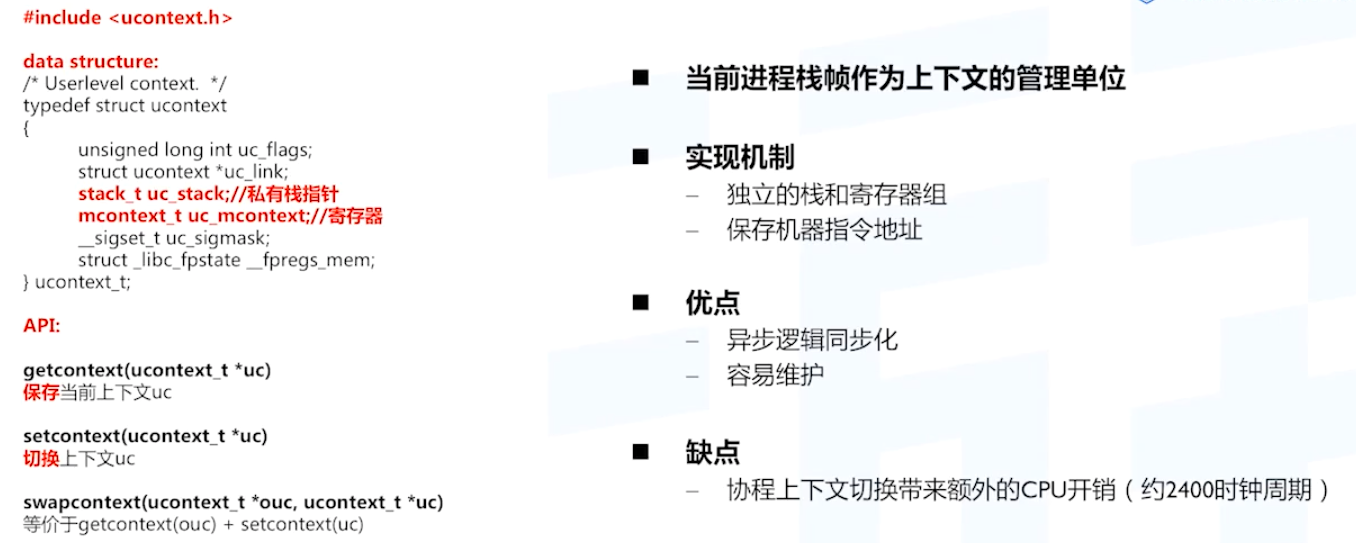 #include <ucontext.h>
data structure:
/* Userlevel context. */
typedef struct ucontext
{
unsigned long int uc_flags;
struct ucontext *uc_link;
stack_t uc_stack;//私有栈指针
mcontext_t uc_mcontext;//寄存器
__sigset_t uc_sigmask;
struct _libc_fpstate __fpregs_mem;
} ucontext_t;
API:
getcontext(ucontext_t *uc)
保存当前上下文uc
setcontext(ucontext_t *uc)
切换上下文uc
swapcontext(ucontext_t *ouc, ucontext_t *uc)
等价于getcontext(ouc) + setcontext(uc)
■ 当前进程栈帧作为上下文的管理单位
■ 实现机制
– 独立的栈和寄存器组
– 保存机器指令地址
■ 优点
– 异步逻辑同步化
– 容易维护
■ 缺点
– 协程上下文切换带来额外的CPU开销（约2400时钟周期）